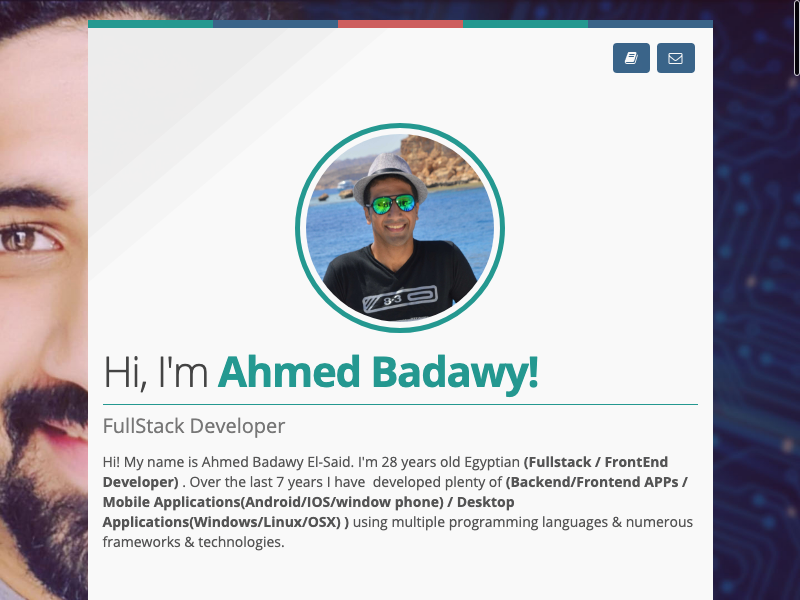 Hi, I'm Ahmed Badawy!
FullStack Developer
Hi! My name is Ahmed Badawy El-Said. I'm 28 years old Egyptian (Fullstack / FrontEnd
Developer) . Over the last 7 years I have  developed plenty of (Backend/Frontend APPs /
Mobile Applications(Android/IOS/window phone) / Desktop
Applications(Windows/Linux/OSX) ) using multiple programming languages & numerous
frameworks & technologies.